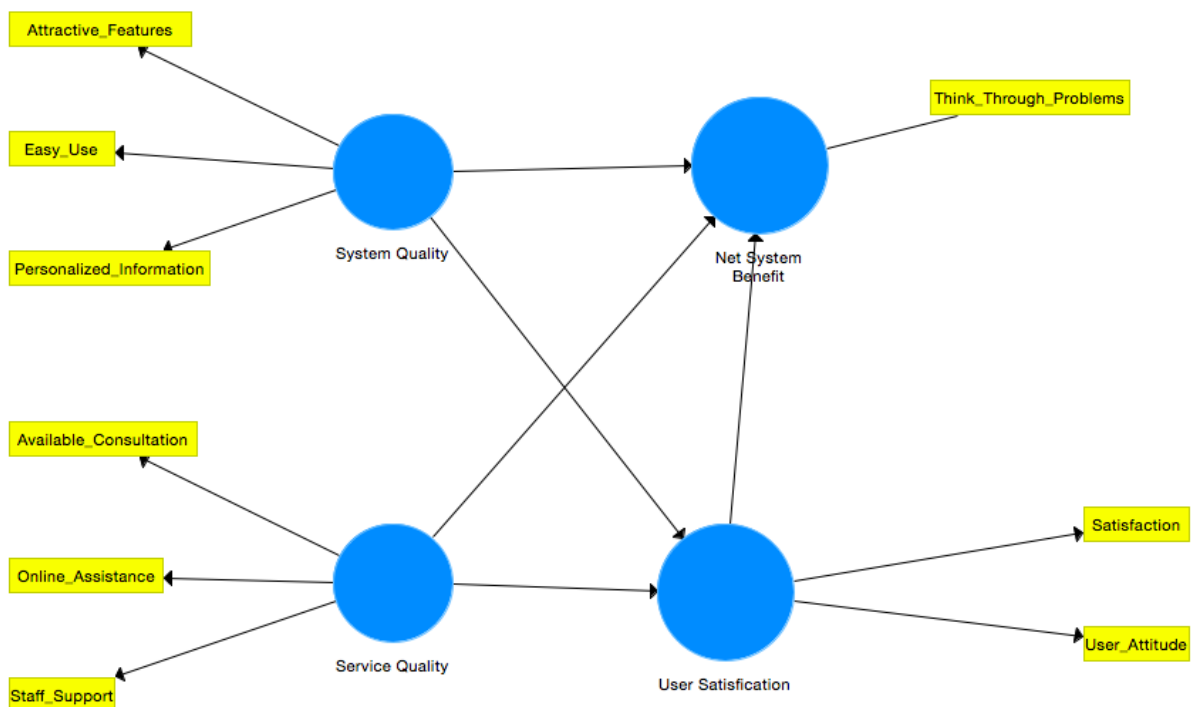 Attractive_Features
Think_Through_Problems
Easy_Use
System Quality
Net System
Benefit
Personalized_Information
Available_Consultation
Satisfaction
Online_Assistance
User_Attitude
Service Quality
User Satisfication
Staff_Support